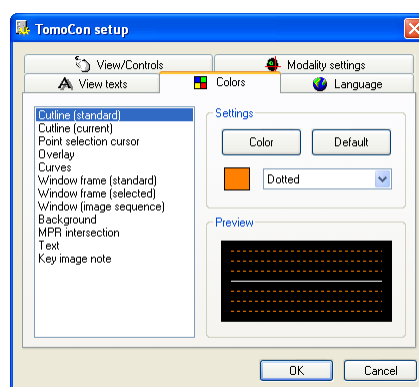 TomoCon setup
View/Controls
Modality settings
View texts
Colors
Language
Cutline (standard)
Cutline (current)
Point selection cursor
Overlay
Curves
Window frame (standard)
Window frame (selected)
Window (image sequence)
Background
MPR intersection
Text
Key image note
Settings
Color
Default
Dotted
Preview
OK
Cancel